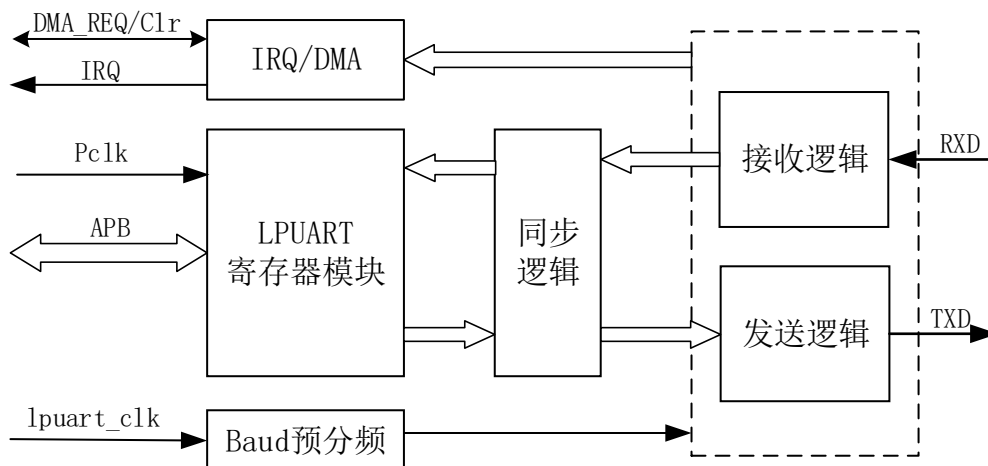 DMA_REQ/Clr
IRQ/DMA
IRQ
Pclk
接收逻辑
RXD
APB
LPUART
寄存器模块
同步
逻辑
发送逻辑
TXD
lpuart_clk
Baud预分频